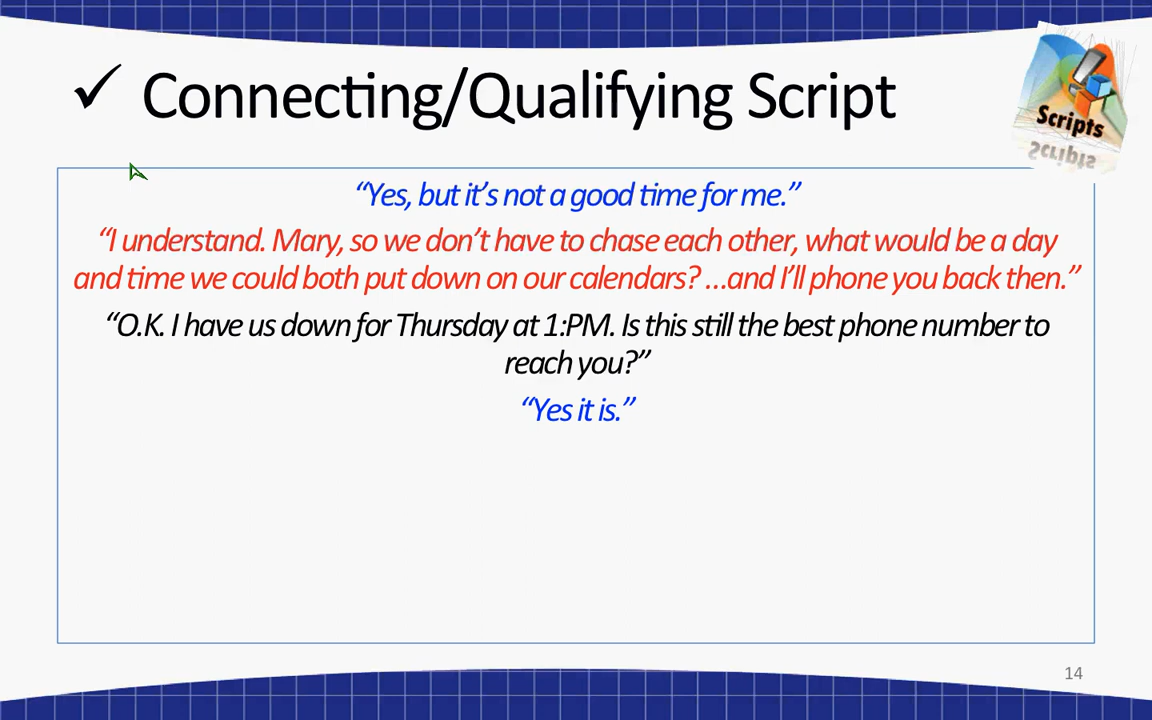 ✓ Connecting/Qualifying Script
Scripts
“Yes, but it’s not a good time for me.”
“I understand. Mary, so we don’t have to chase each other, what would be a day
and time we could both put down on our calendars? …and I’ll phone you back then.”
“O.K. I have us down for Thursday at 1:PM. Is this still the best phone number to
reach you?”
“Yes it is.”
14